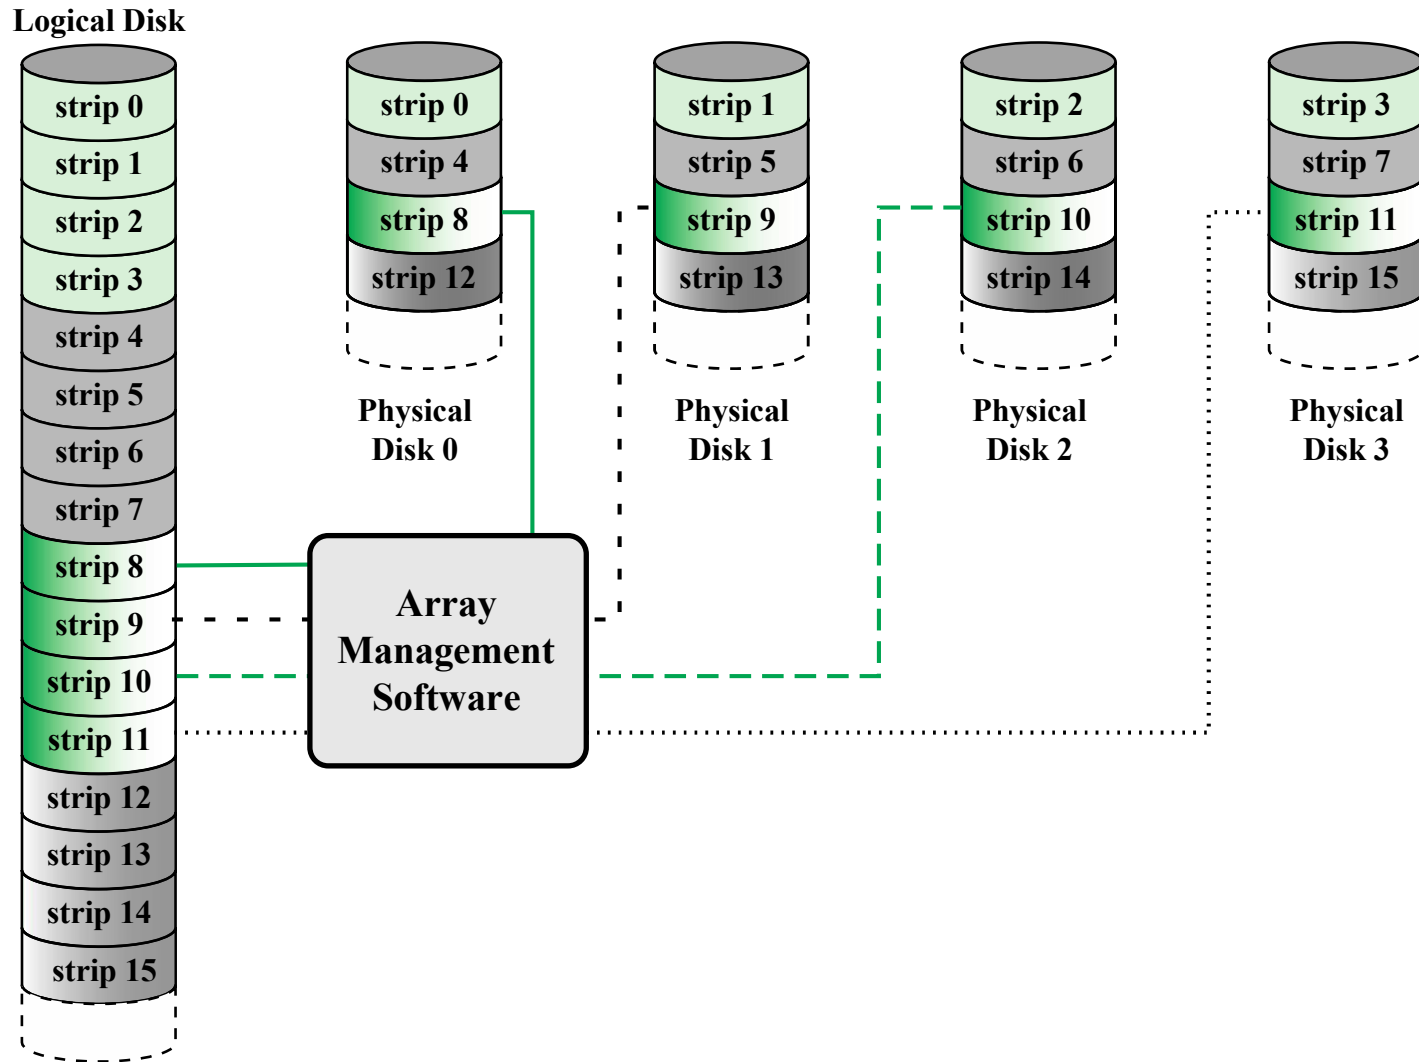 Logical Disk
strip 0
strip 1
strip 2
strip 3
strip 4
strip 5
strip 6
strip 7
strip 8
strip 9
strip 10
strip 11
strip 12
strip 13
strip 14
strip 15
strip 0
strip 4
strip 8
strip 12
Physical
Disk 0
strip 1
strip 5
strip 9
strip 13
Physical
Disk 1
strip 2
strip 6
strip 10
strip 14
Physical
Disk 2
strip 3
strip 7
strip 11
strip 15
Physical
Disk 3
Array
Management
Software